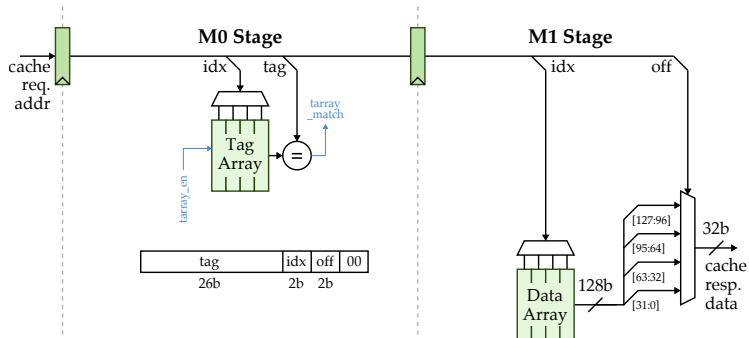 M0 Stage
M1 Stage
cache
req.
addr
idx
tag
idx
off
tarray
_match
Tag
Array
=
tarray_en
tag
idx
off
00
26b
2b
2b
[127:96]
[95:64]
[63:32]
[31:0]
32b
cache
resp.
data
128b
Data
Array